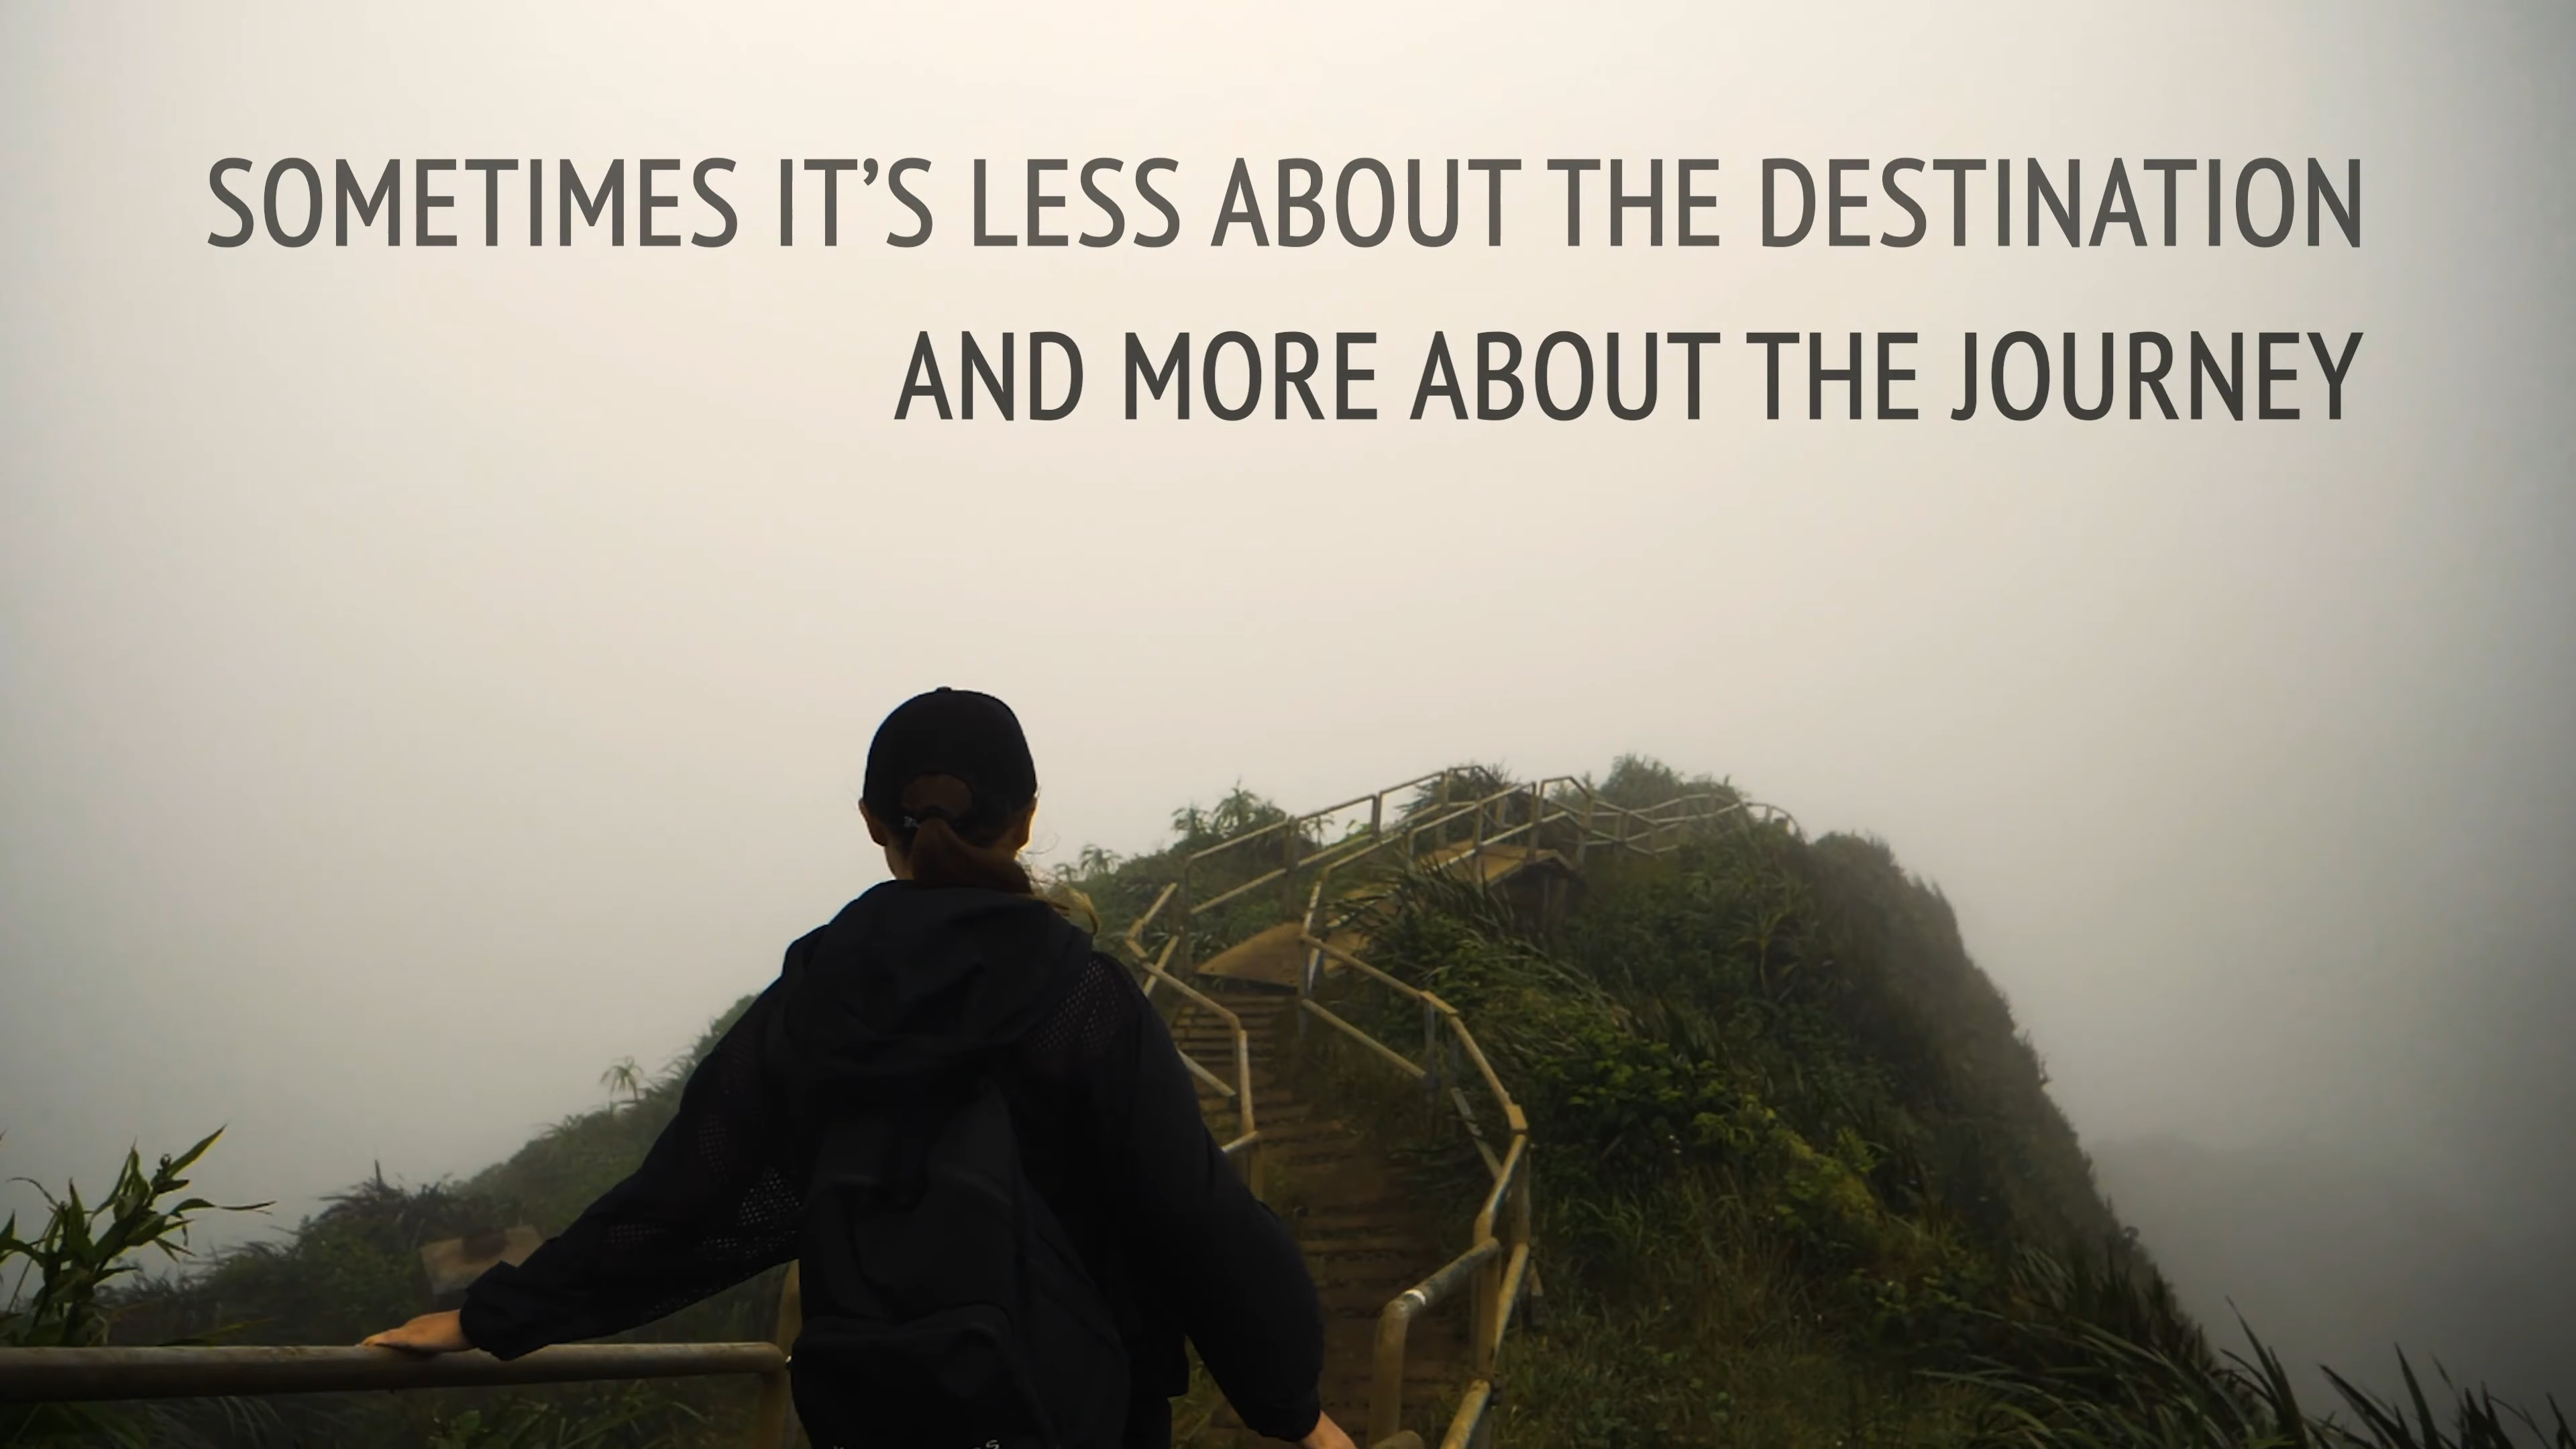 SOMETIMES IT’S LESS ABOUT THE DESTINATION
AND MORE ABOUT THE JOURNEY